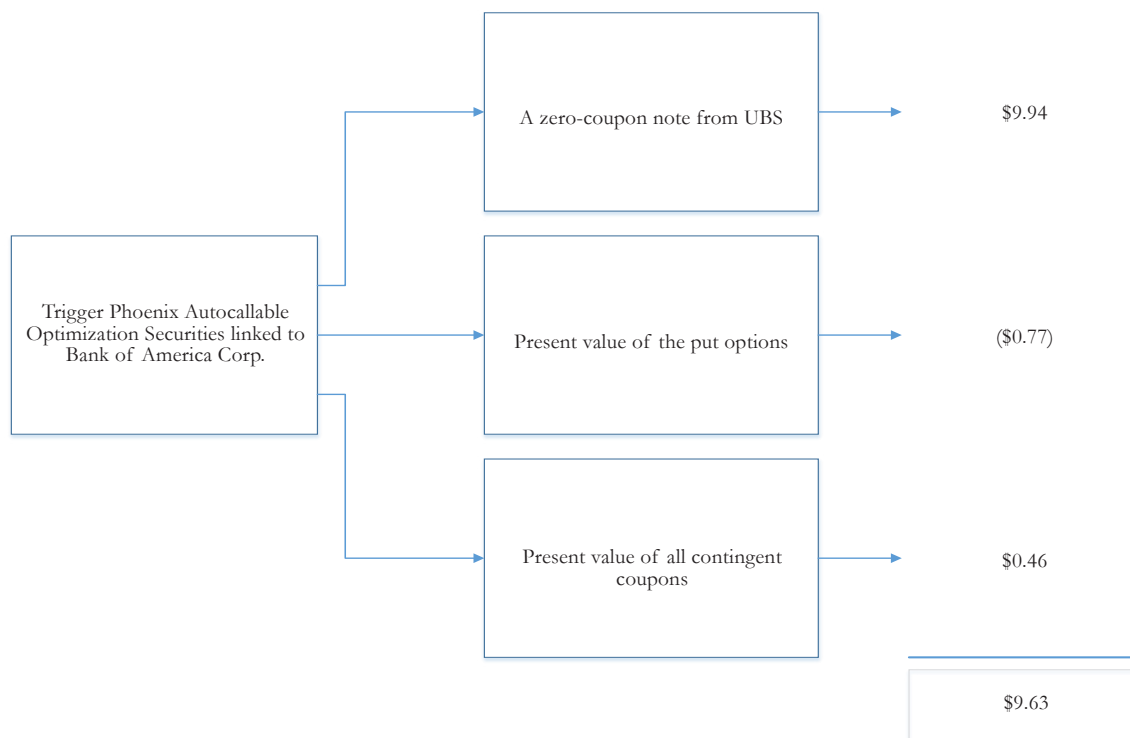 A zero-coupon note from UBS
$9.94
Trigger Phoenix Autocallable
Optimization Securities linked to
Bank of America Corp.
Present value of the put options
($0.77)
Present value of all contingent
coupons
$0.46
$9.63